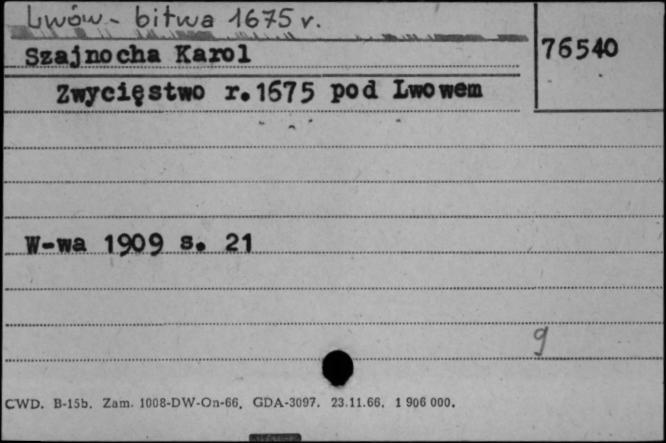 Lwów - bitwa 1675 r.
Szajnocha Karol
76540
Zwycięstwo r.1675 pod Lwowem
W-wa 1909 s. 21
g
CWD. B-15b. Zam. 1008-DW-On-66. GDA-3097. 23.11.66. 1 906 000.